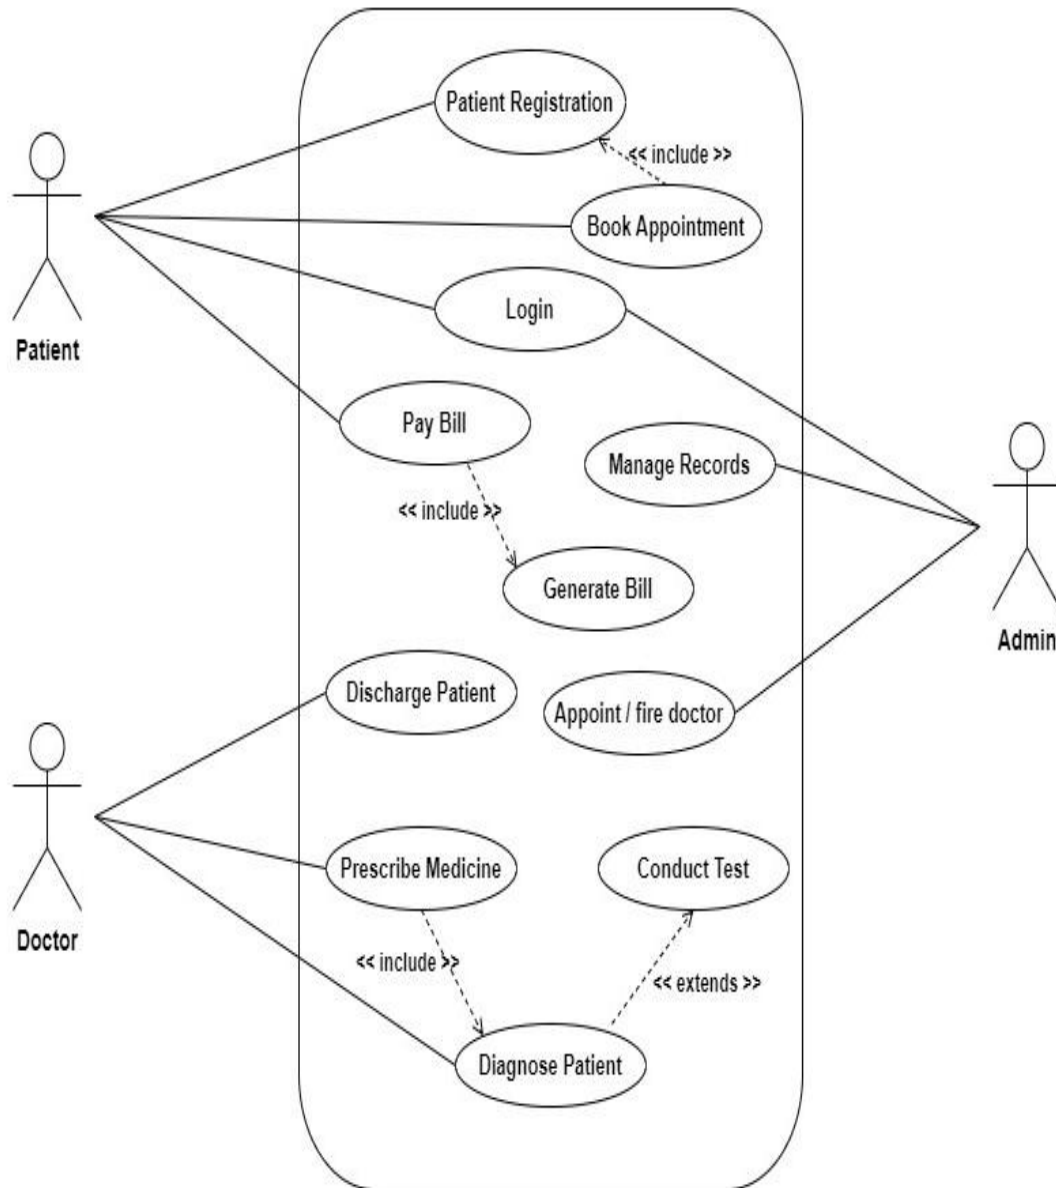 Patient Registration
<< include >>
Book Appointment
Login
Patient
Pay Bill
Manage Records
<< include >>
Generate Bill
Admin
Discharge Patient
Appoint / fire doctor
Prescribe Medicine
Conduct Test
Doctor
<< include >>
<< extends >>
Diagnose Patient